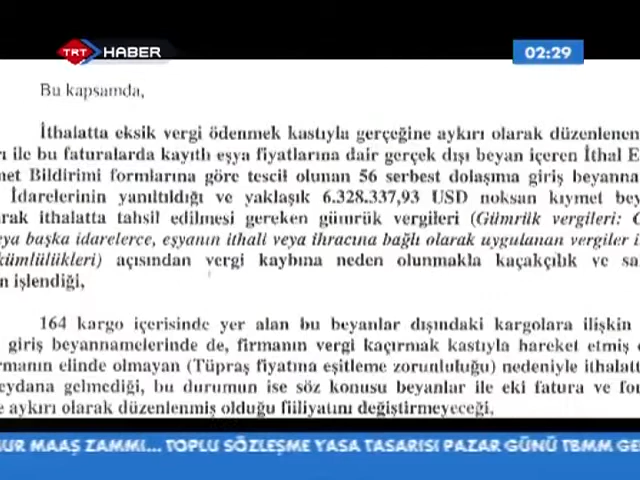 TRT HABER
02:29
Bu kapsamda,
İthalatta eksik vergi ödenmek kastıyla gerçeğine aykırı olarak düzenlenen
ile bu faturalarda kayıtlı eşya fiyatlarına dair gerçek dışı beyan içeren İthal E
Bildirimi formlarına göre tescil olunan 56 serbest dolaşıma giriş beyanna
İdarelerinin yanıltıldığı ve yaklaşık 6.328.337,93 USD noksan kıymet bey
arak ithalatta tahsil edilmesi gereken gümrük vergileri (Gümrük vergileri: G
eya başka idarelerce, eşyanın ithali veya ihracına bağlı olarak uygulanan vergiler i
kümlülükleri) açısından vergi kaybına neden olunmakla kaçakçılık ve sa
n işlendiği,
164 kargo içerisinde yer alan bu beyanlar dışındaki kargolara ilişkin
giriş beyannamelerinde de, firmanın vergi kaçırmak kastıyla hareket etmiş
rmanın elinde olmayan (Tüpraş fiyatına eşitleme zorunluluğu) nedeniyle ithalatt
eydana gelmediği, bu durumun ise söz konusu beyanlar ile eki fatura ve fo
e aykırı olarak düzenlenmiş olduğu fiiliyatını değiştirmeyeceği,
UR MAAŞ ZAMMI... TOPLU SÖZLEŞME YASA TASARISI PAZAR GÜNÜ TBMM GE